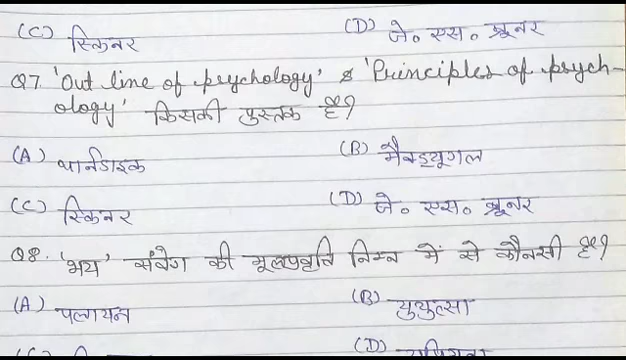 (C) स्किनर (D) जे० एस० ब्रूनर
Q7. 'Out line of psychology' & 'Principles of psych-
ology' किसकी पुस्तक है?
(A) थार्नडाइक (B) मैक्ड्यूगल
(C) स्किनर (D) जे० एस० ब्रूनर
Q8. 'भय' संवेग की मूलप्रवृत्ति निम्न में से कौनसी है?
(A) पलायन (B) युयुत्सा
(C) (D)